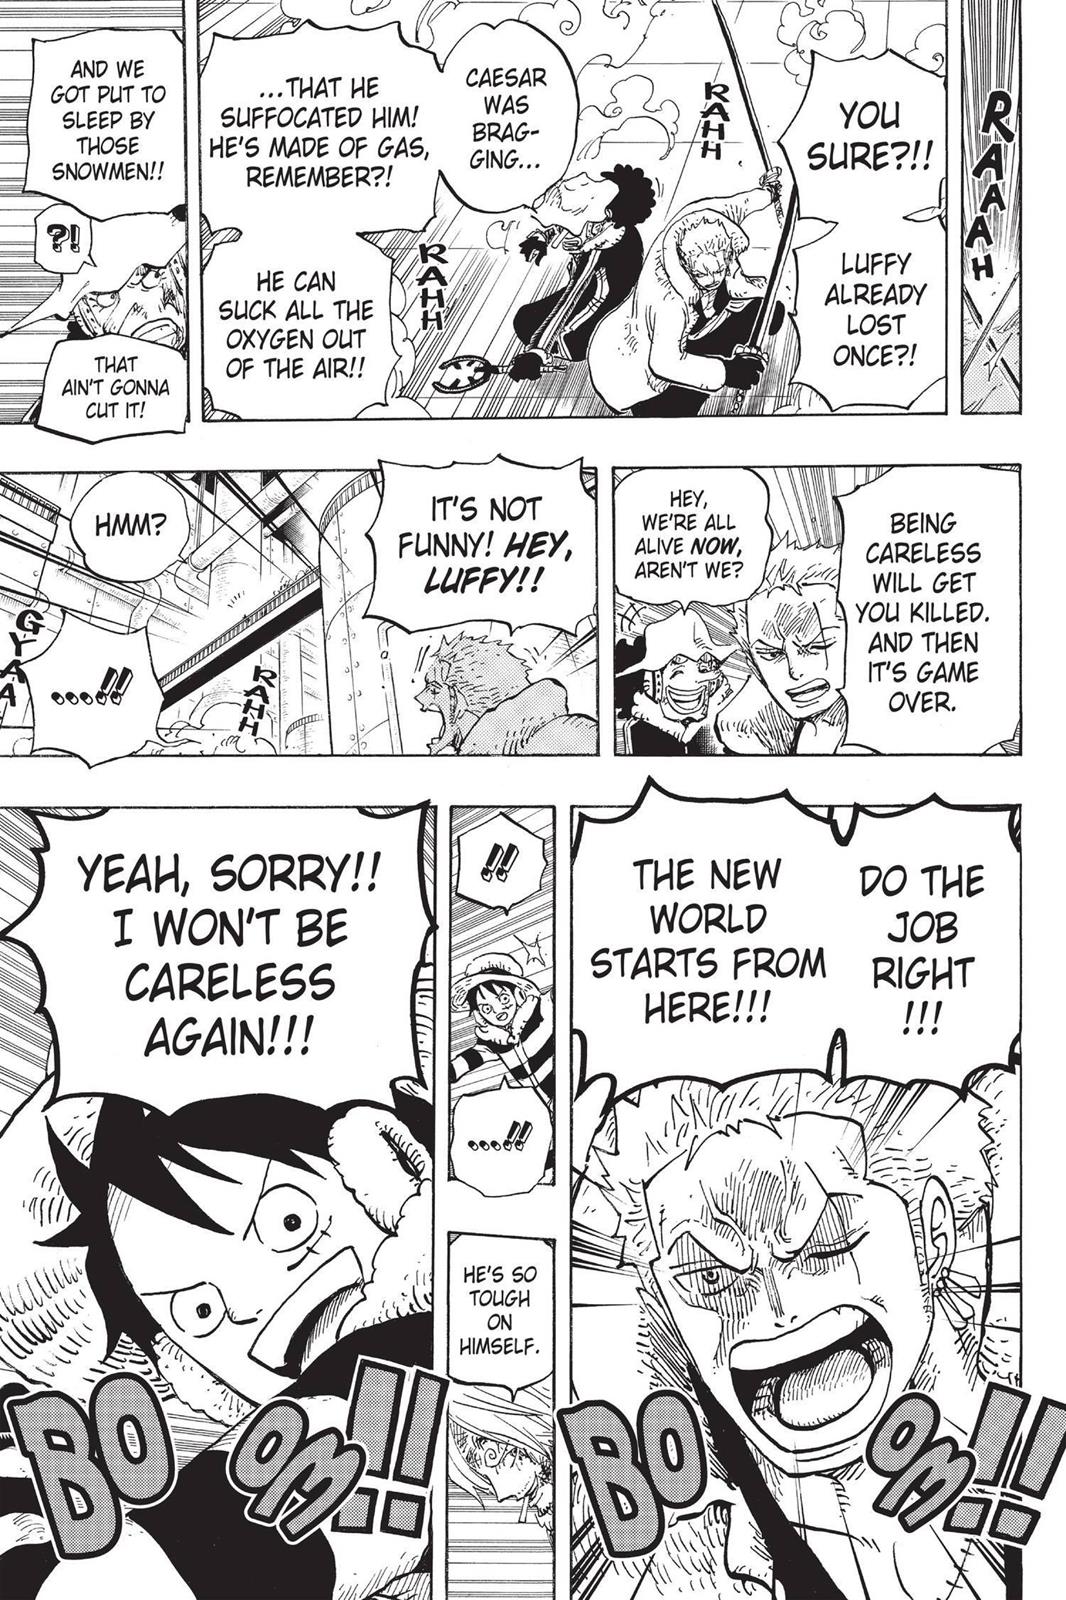 RAAAH
YOU
SURE?!!
LUFFY
ALREADY
LOST
ONCE?!
RAHH
CAESAR
WAS
BRAG-
GING...
...THAT HE
SUFFOCATED HIM!
HE'S MADE OF GAS,
REMEMBER?!
HE CAN
SUCK ALL THE
OXYGEN OUT
OF THE AIR!!
RAHH
AND WE
GOT PUT TO
SLEEP BY
THOSE
SNOWMEN!!
?!
THAT
AIN'T GONNA
CUT IT!
BEING
CARELESS
WILL GET
YOU KILLED.
AND THEN
IT'S GAME
OVER.
HEY,
WE'RE ALL
ALIVE NOW,
AREN'T WE?
IT'S NOT
FUNNY! HEY,
LUFFY!!
HMM?
RAHH
...!!
GYAA
DO THE
JOB
RIGHT
!!!
THE NEW
WORLD
STARTS FROM
HERE!!!
BOOM!!
!!
...!!
HE'S SO
TOUGH
ON
HIMSELF.
YEAH, SORRY!!
I WON'T BE
CARELESS
AGAIN!!!
BOOM!!